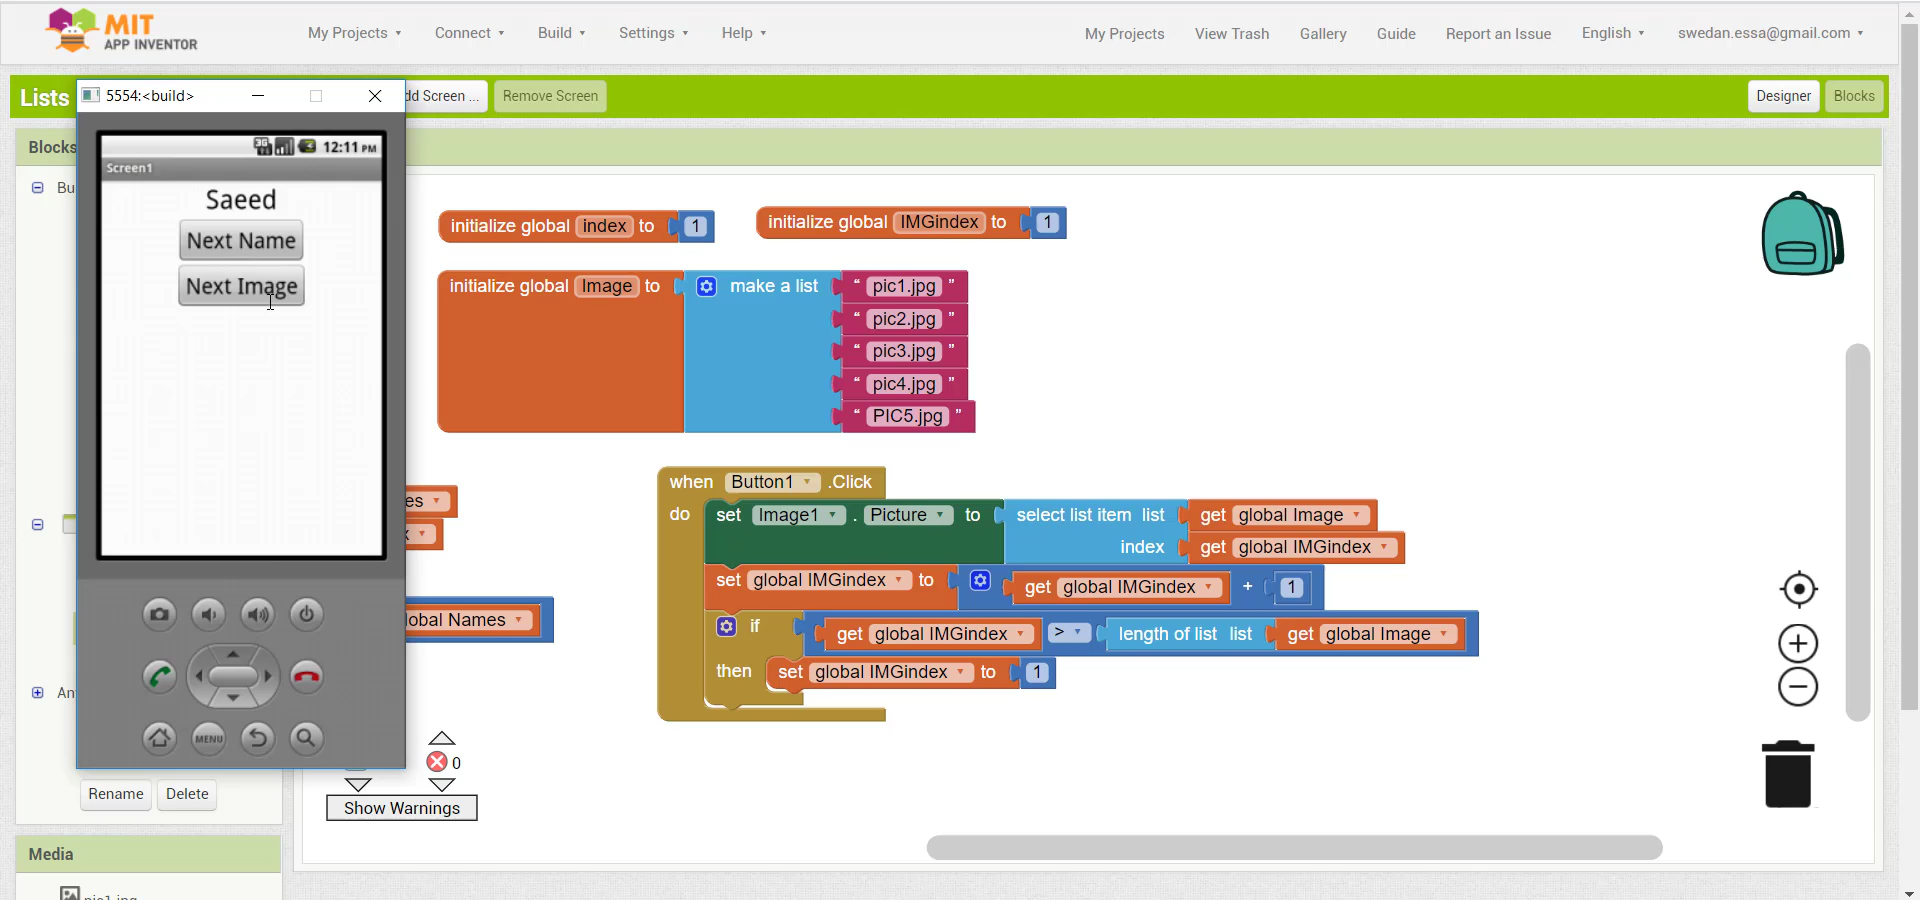 MIT
APP INVENTOR
My Projects
Connect
Build
Settings
Help
My Projects
View Trash
Gallery
Guide
Report an Issue
English
swedan.essa@gmail.com
Lists
5554:<build>
dd Screen ...
Remove Screen
Designer
Blocks
Blocks
Bu
An
3G
12:11 PM
Screen1
Saeed
Next Name
Next Image
MENU
initialize global index to 1
initialize global IMGindex to 1
initialize global Image to make a list " pic1.jpg "
" pic2.jpg "
" pic3.jpg "
" pic4.jpg "
" PIC5.jpg "
es
x
lobal Names
when Button1 .Click
do set Image1 . Picture to select list item list get global Image
index get global IMGindex
set global IMGindex to get global IMGindex + 1
if get global IMGindex > length of list list get global Image
then set global IMGindex to 1
0
Show Warnings
Rename
Delete
Media
pic1.jpg